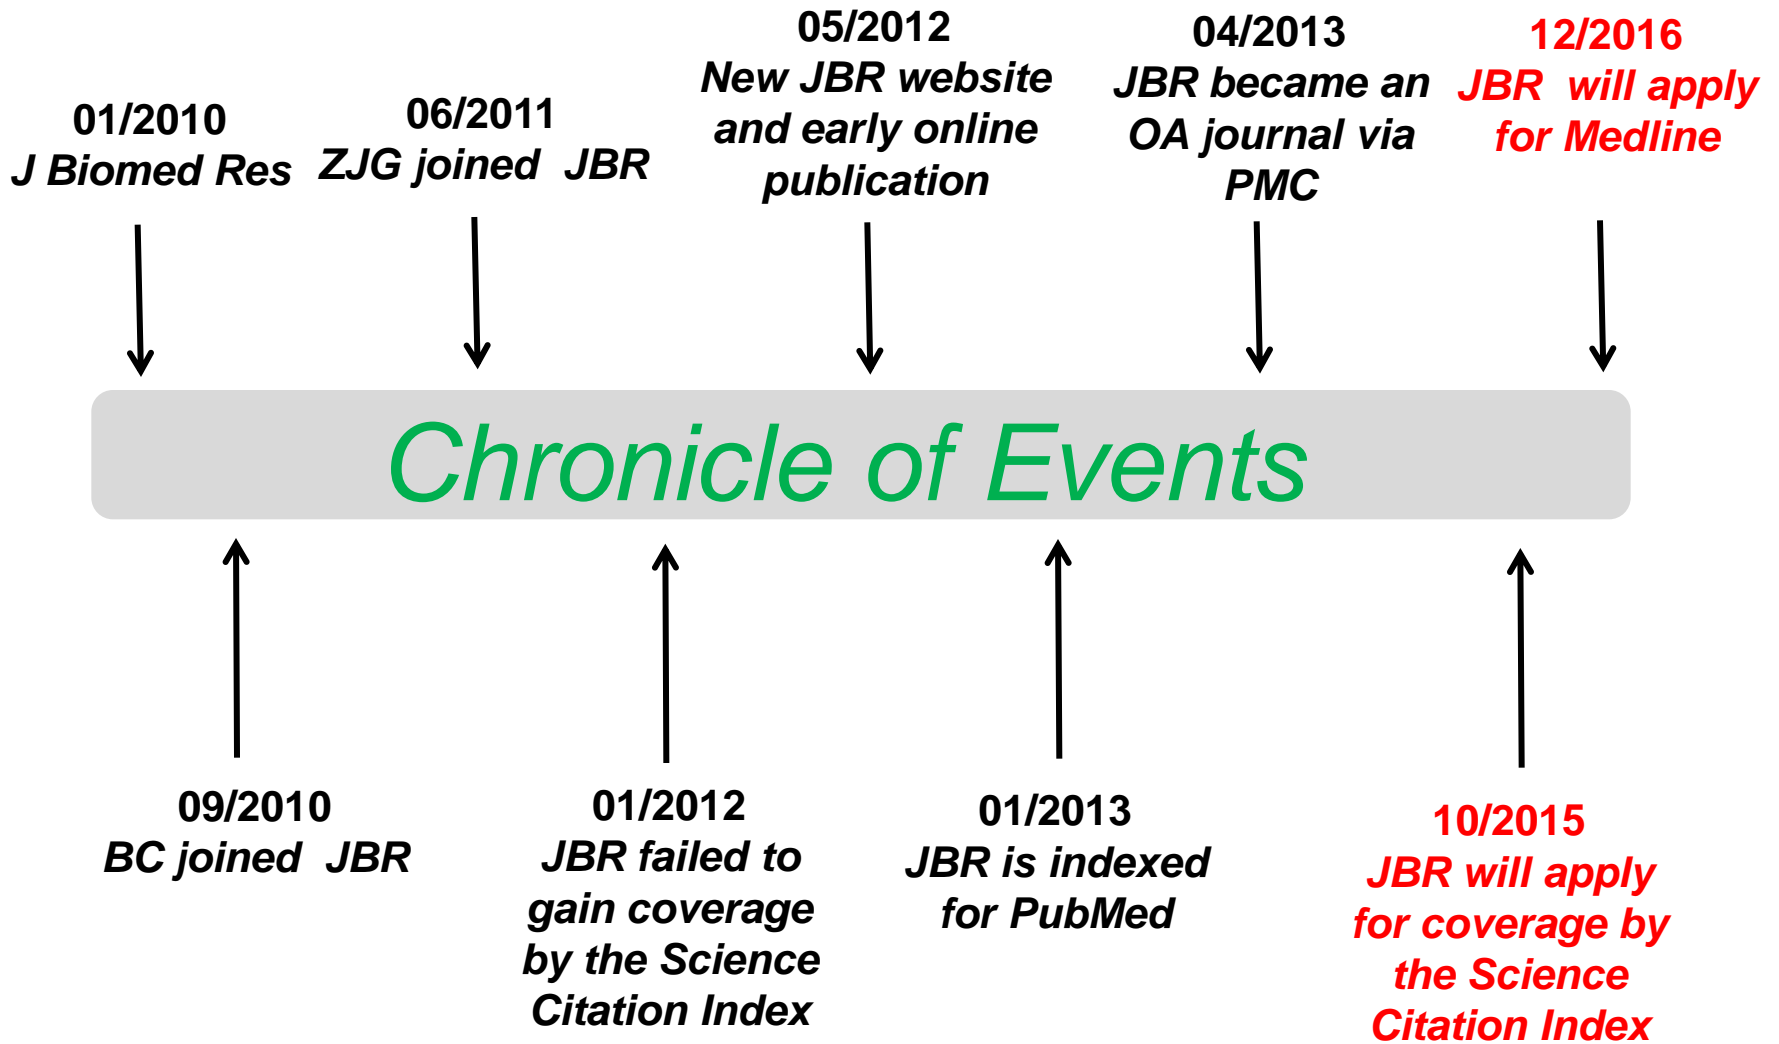 01/2010
J Biomed Res
06/2011
ZJG joined JBR
05/2012
New JBR website
and early online
publication
04/2013
JBR became an
OA journal via
PMC
12/2016
JBR will apply
for Medline
Chronicle of Events
09/2010
BC joined JBR
01/2012
JBR failed to
gain coverage
by the Science
Citation Index
01/2013
JBR is indexed
for PubMed
10/2015
JBR will apply
for coverage by
the Science
Citation Index